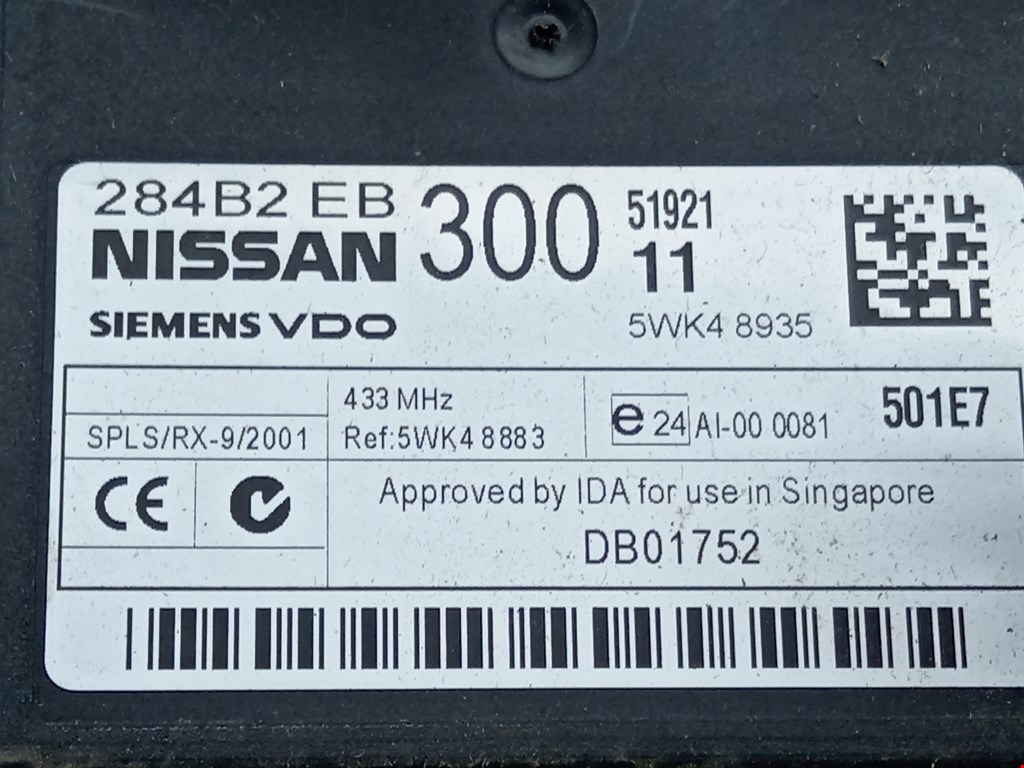 284B2 EB 300 51921
NISSAN 11
SIEMENS VDO 5WK4 8935
433 MHz
SPLS/RX-9/2001 Ref:5WK4 8883
e 24 AI-00 0081 501E7
CE
Approved by IDA for use in Singapore
DB01752